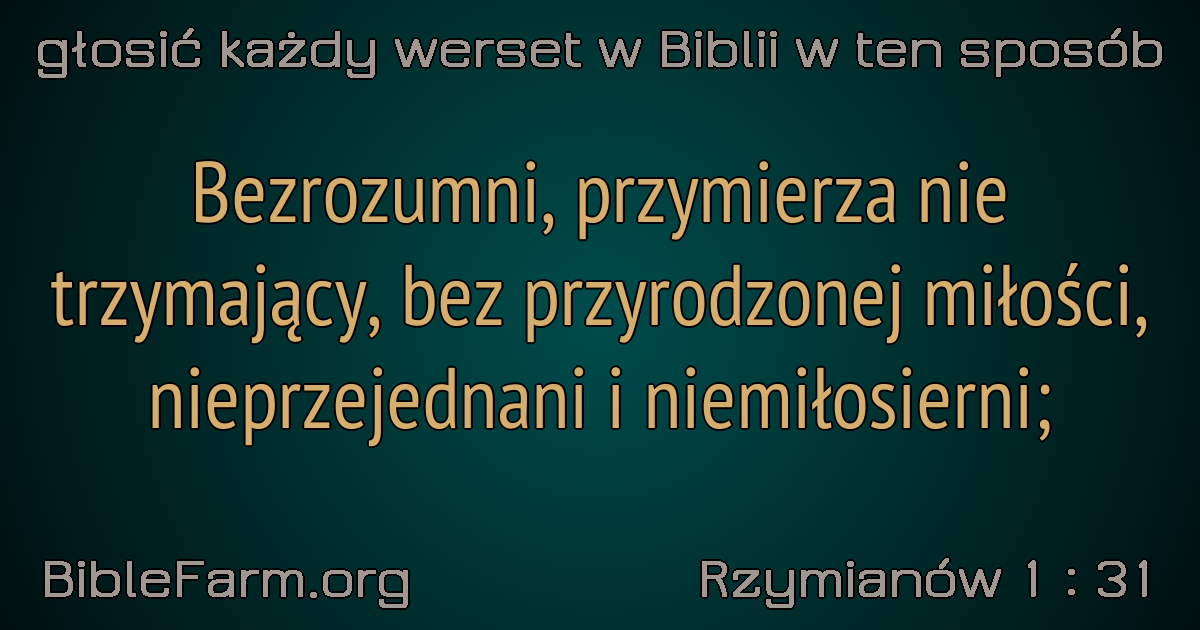 głosić każdy werset w Biblii w ten sposób
Bezrozumni, przymierza nie
trzymający, bez przyrodzonej miłości,
nieprzejednani i niemiłosierni;
BibleFarm.org
Rzymianów 1 : 31